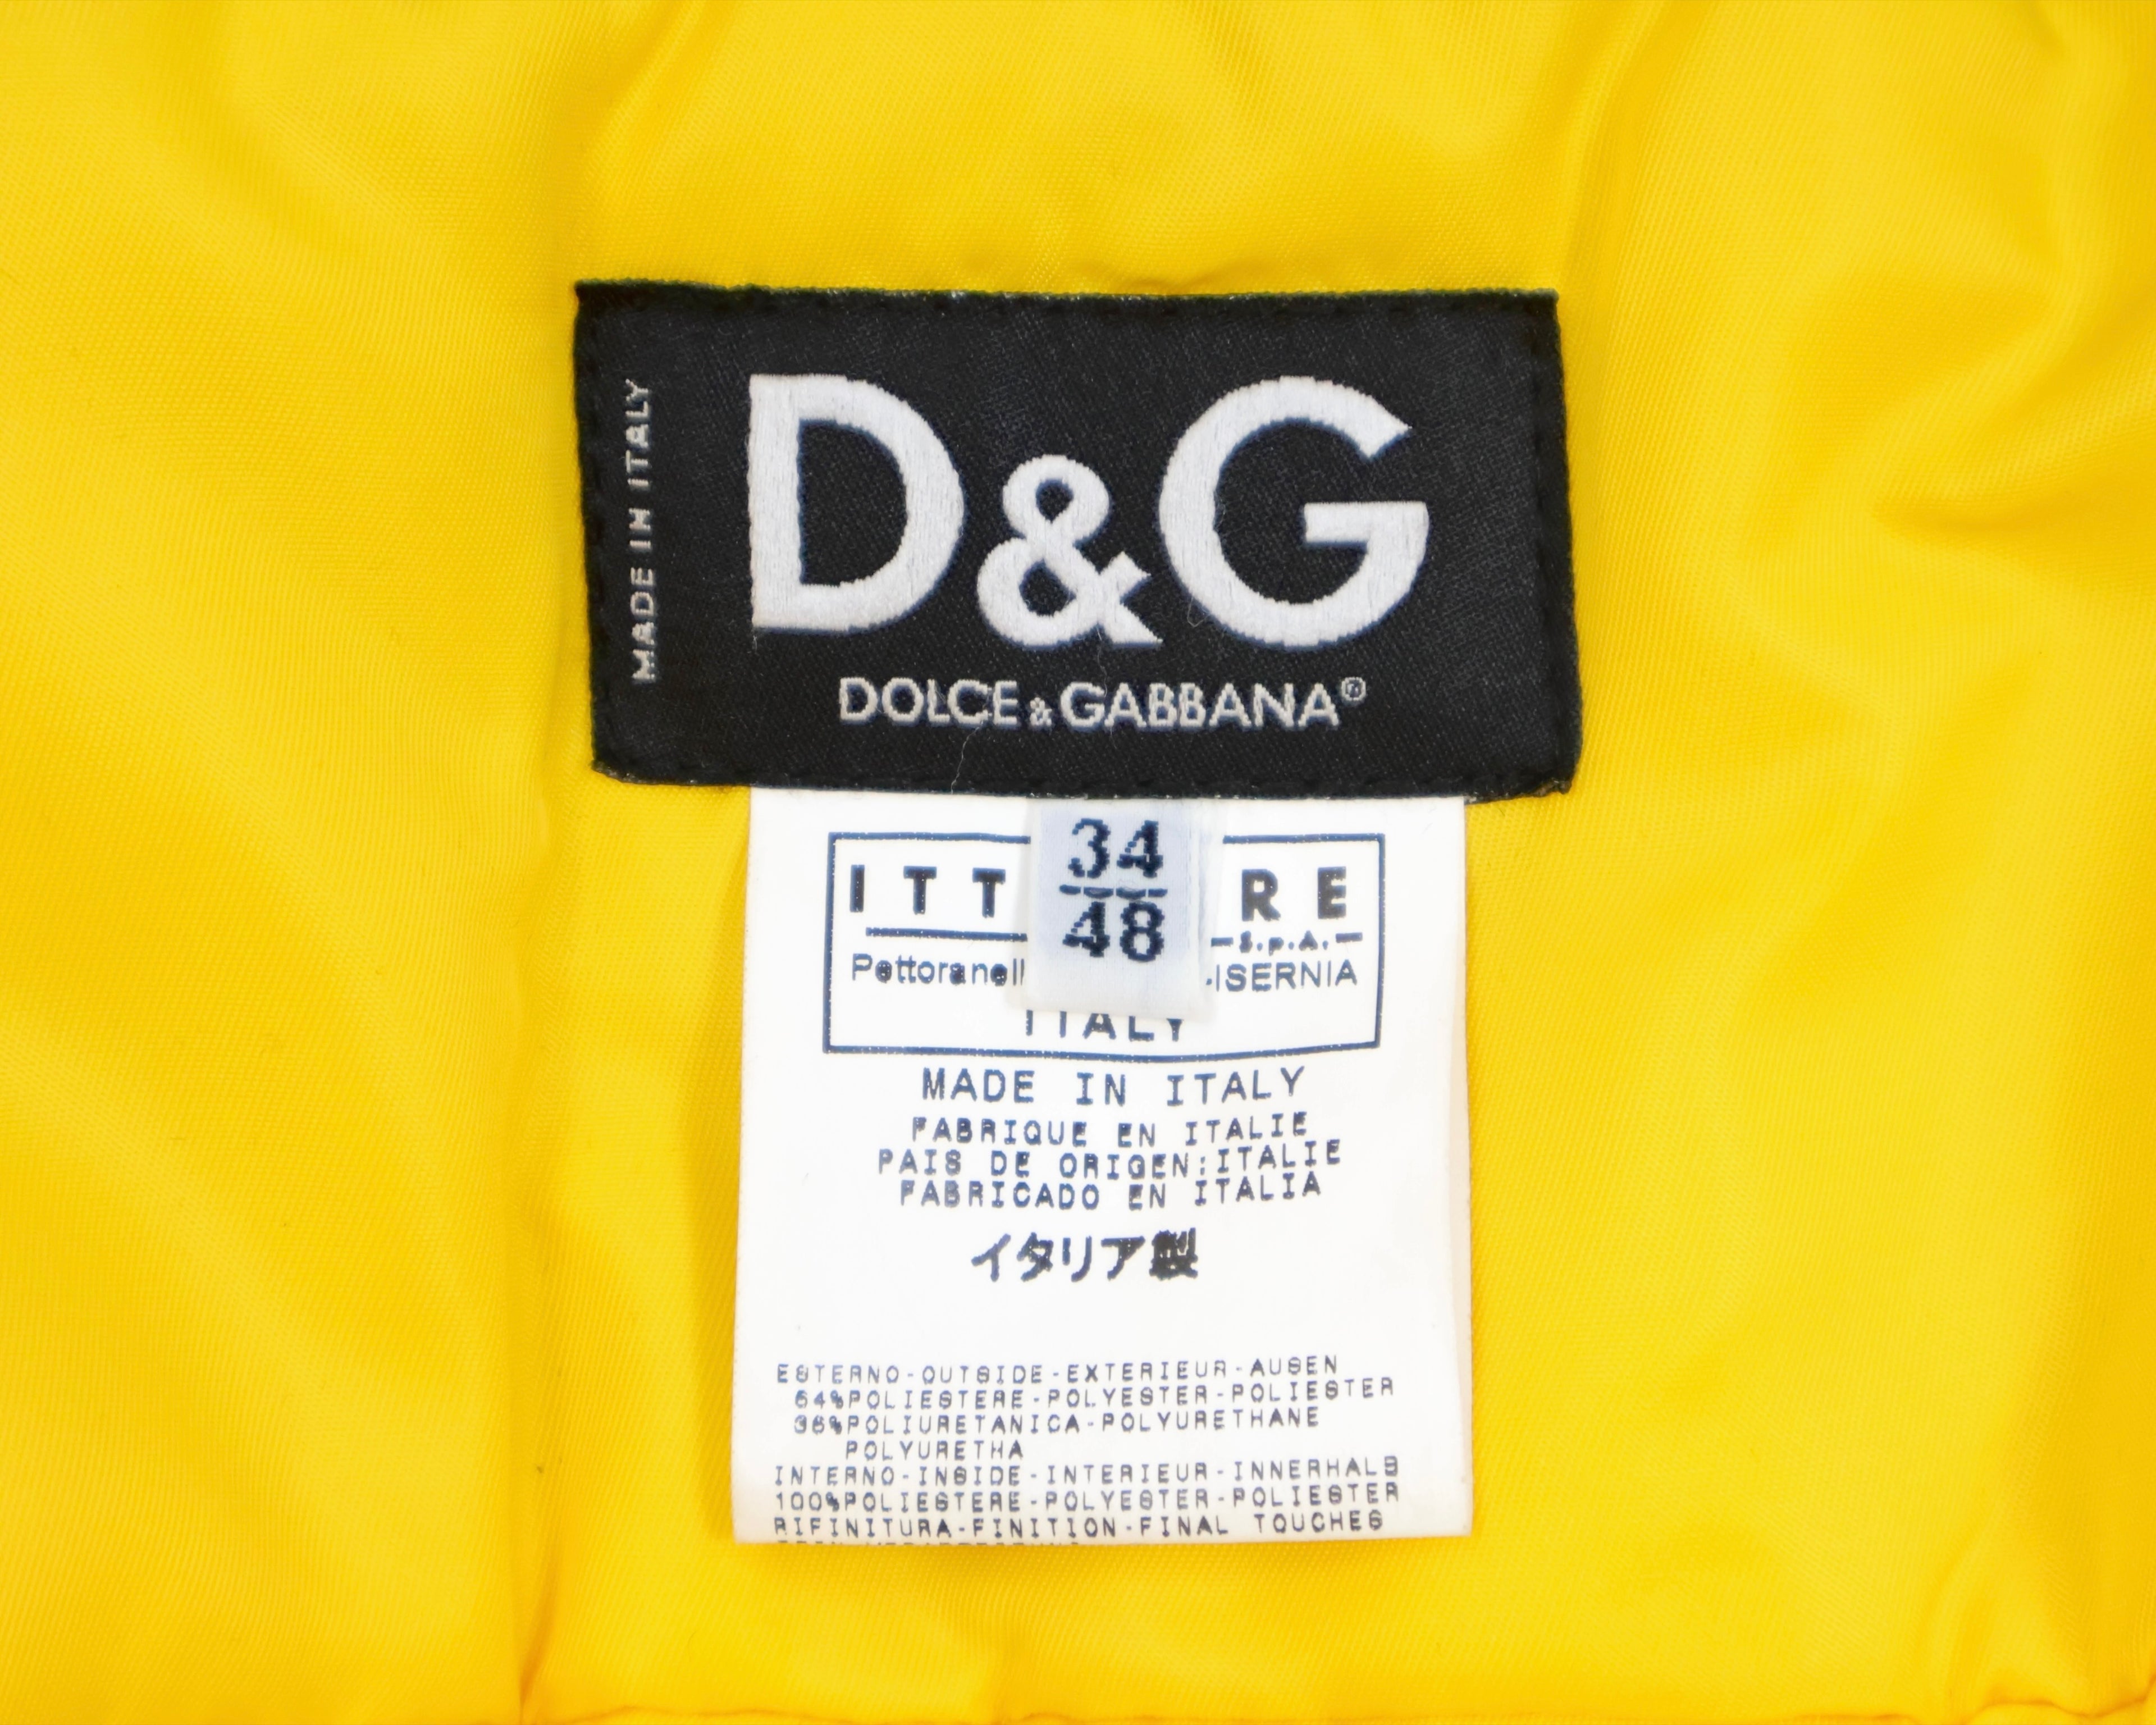 MADE IN ITALY
D&G
DOLCE & GABBANA®
34
48
ITT RE
S.p.A.
ISERNIA
ITALY
MADE IN ITALY
FABRIQUE EN ITALIE
PAIS DE ORIGEN:ITALIE
FABRICADO EN ITALIA
イタリア製
ESTERNO-OUTSIDE-EXTERIEUR-AUSEN
64%POLIESTERE-POLYESTER-POLIESTER
36%POLIURETANICA-POLYURETHANE
POLYURETHA
INTERNO-INSIDE-INTERIEUR-INNERHALB
100%POLIESTERE-POLYESTER-POLIESTER
RIFINITURA-FINITION-FINAL TOUCHES